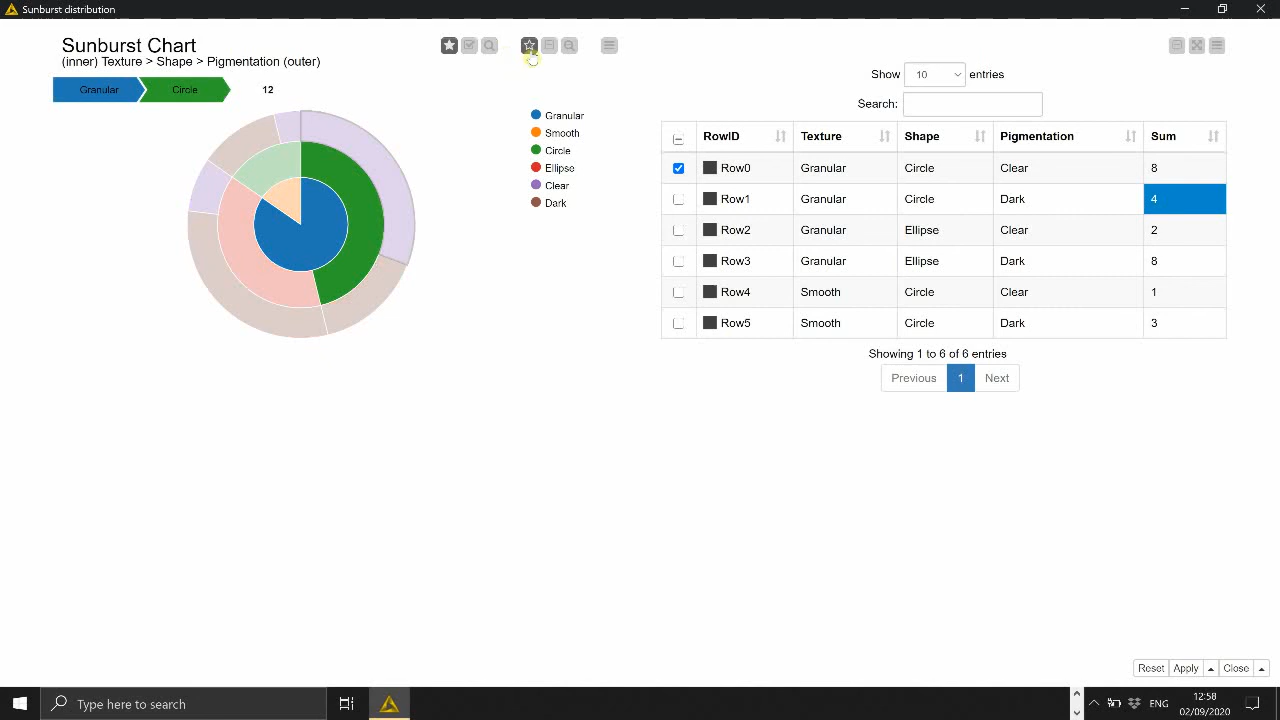 Sunburst distribution
Sunburst Chart
(inner) Texture > Shape > Pigmentation (outer)
Granular
Circle
12
Granular
Smooth
Circle
Ellipse
Clear
Dark
Show 10 entries
Search:
RowID Texture Shape Pigmentation Sum
Row0 Granular Circle Clear 8
Row1 Granular Circle Dark 4
Row2 Granular Ellipse Clear 2
Row3 Granular Ellipse Dark 8
Row4 Smooth Circle Clear 1
Row5 Smooth Circle Dark 3
Showing 1 to 6 of 6 entries
Previous 1 Next
Reset Apply Close
Type here to search
ENG
12:58
02/09/2020